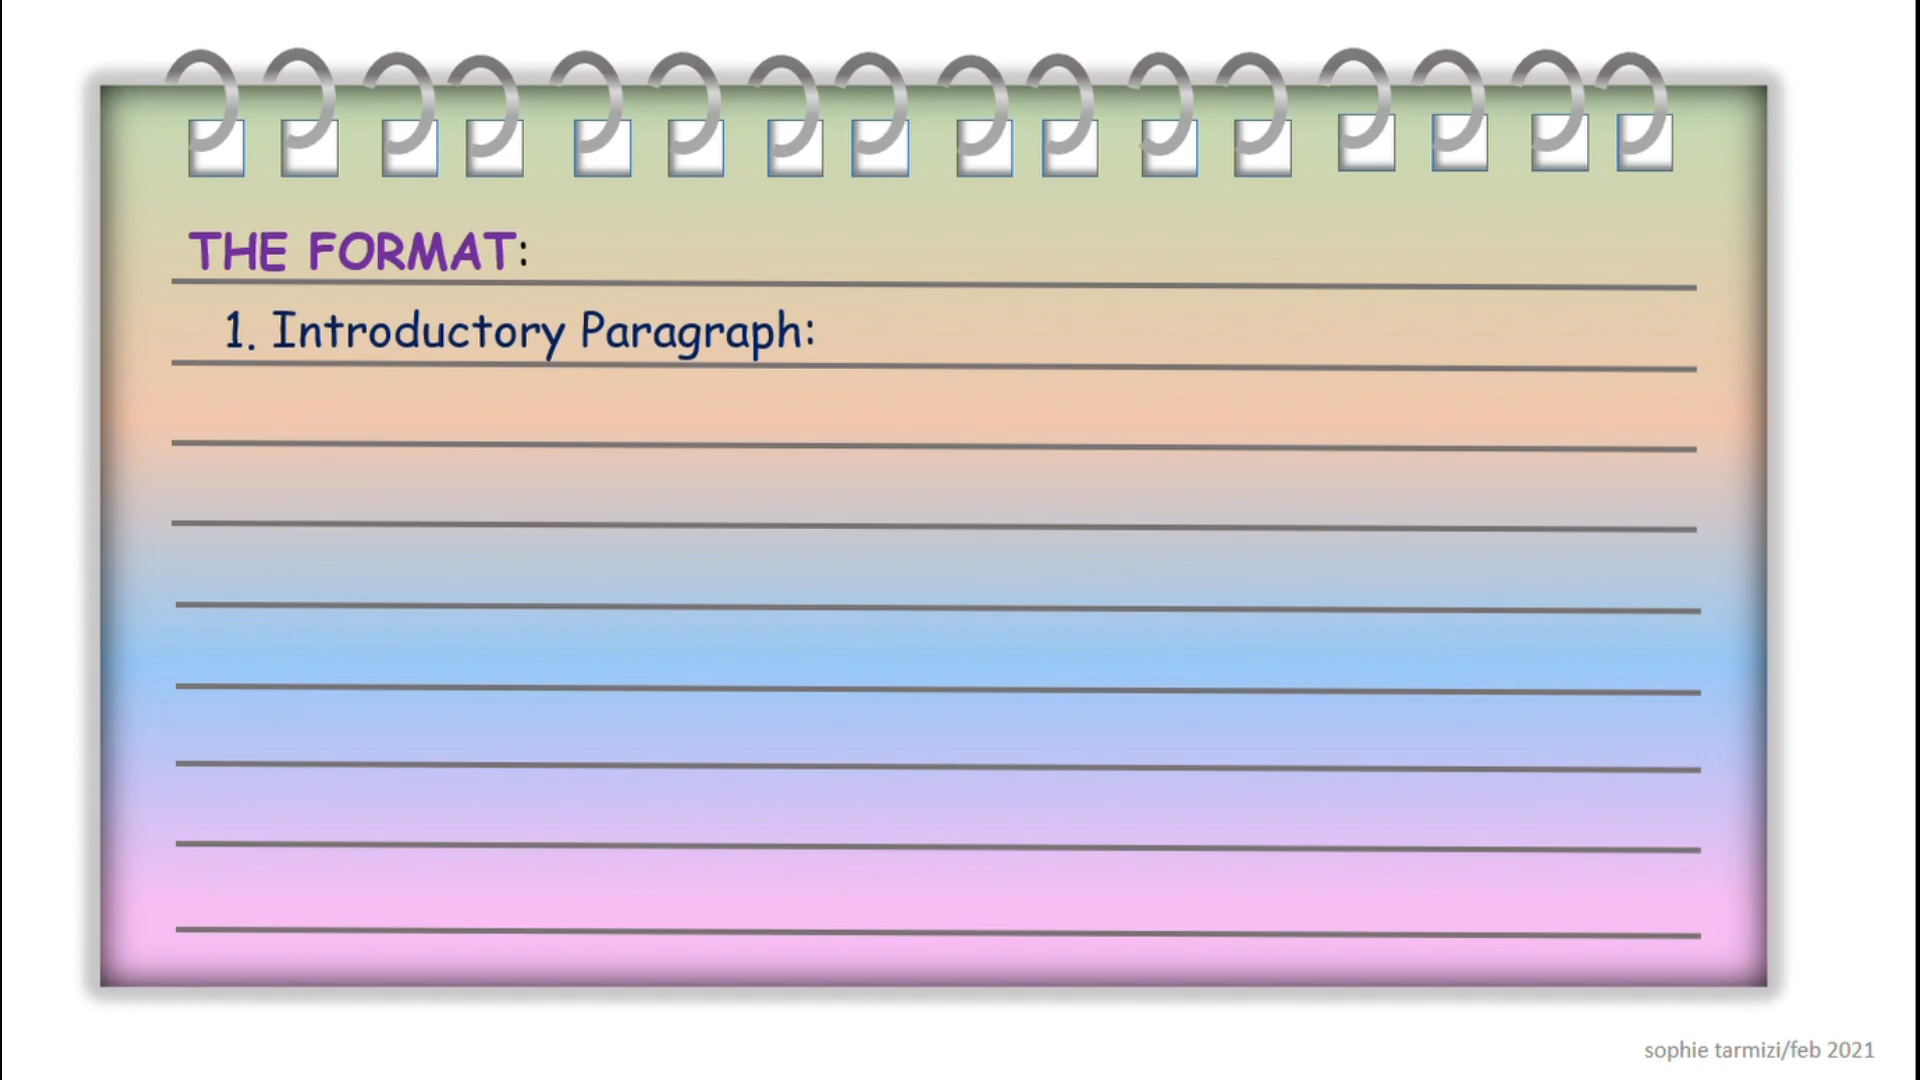 THE FORMAT:
1. Introductory Paragraph:
sophie tarmizi/feb 2021